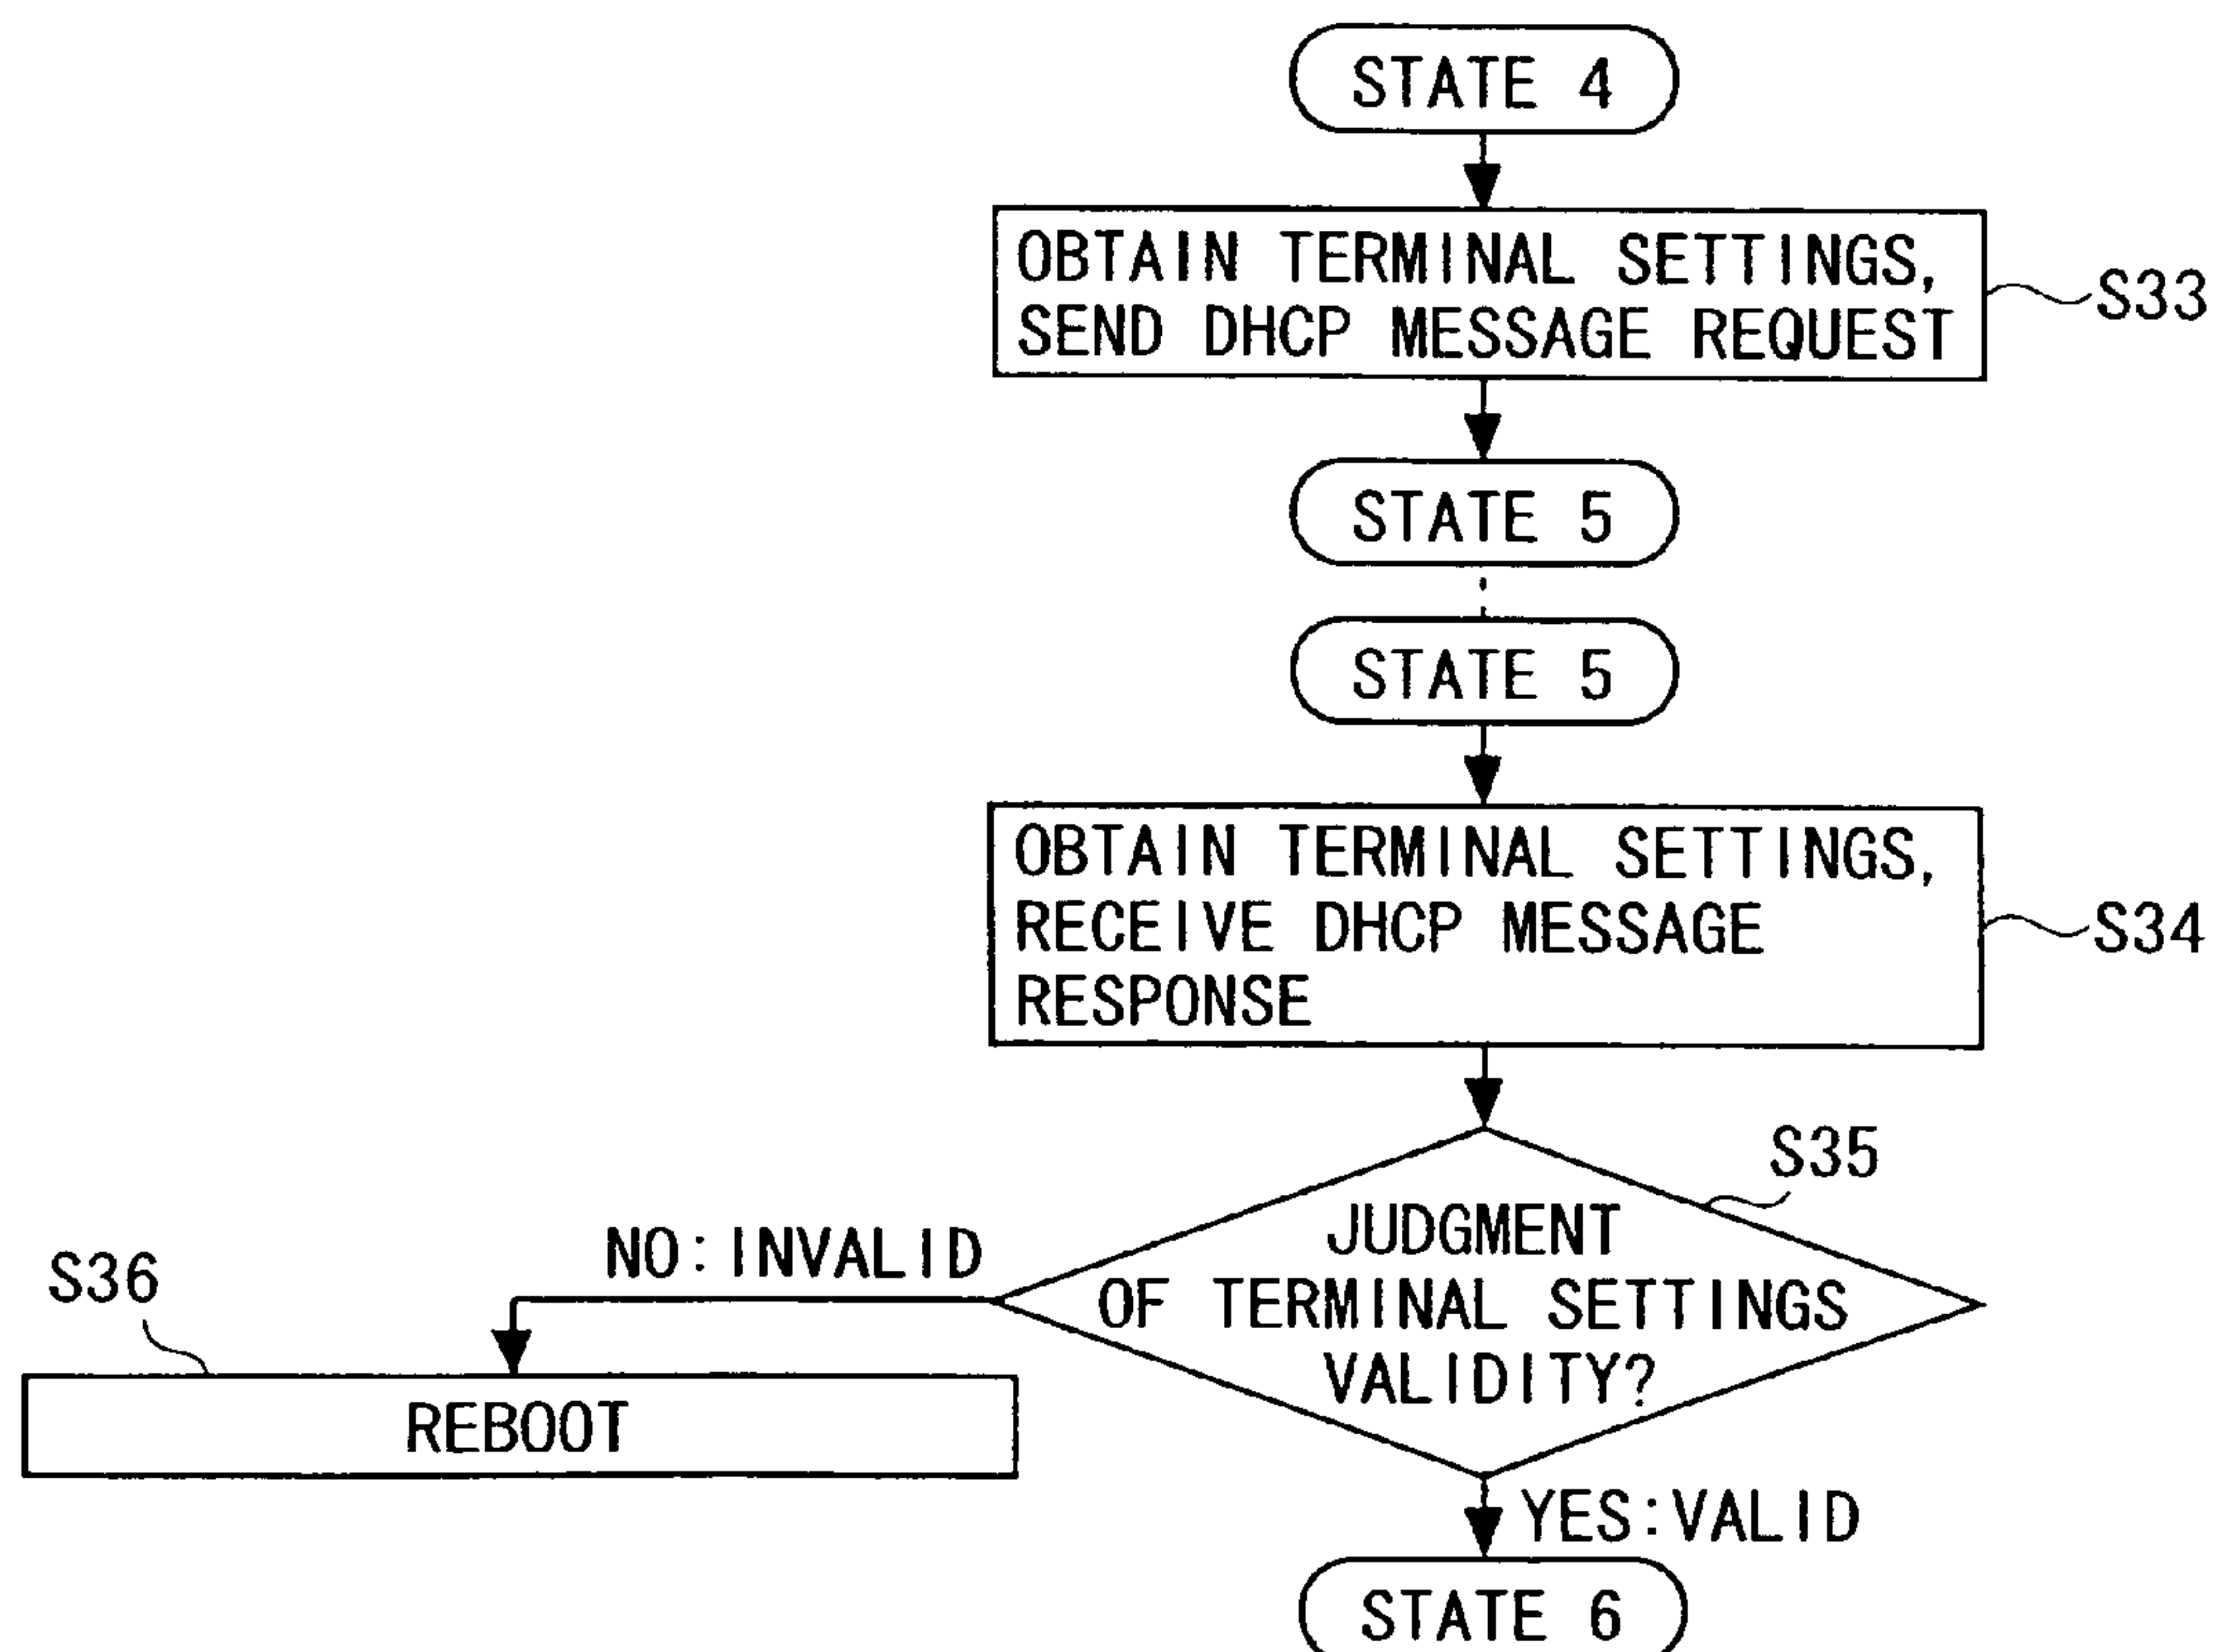 STATE 4
OBTAIN TERMINAL SETTINGS,
SEND DHCP MESSAGE REQUEST
S33
STATE 5
STATE 5
OBTAIN TERMINAL SETTINGS,
RECEIVE DHCP MESSAGE
RESPONSE
S34
S35
JUDGMENT
OF TERMINAL SETTINGS
VALIDITY?
NO:INVALID
S36
REBOOT
YES:VALID
STATE 6